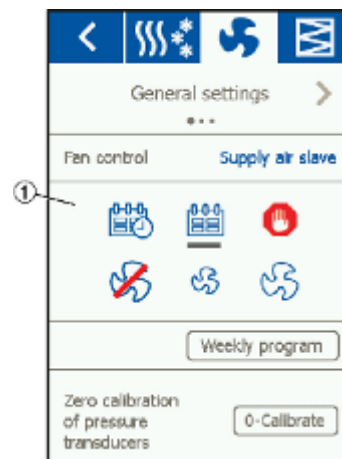 General settings
Fan control Supply air slave
1
Weekly program
Zero calibration
of pressure 0-Calibrate
transducers